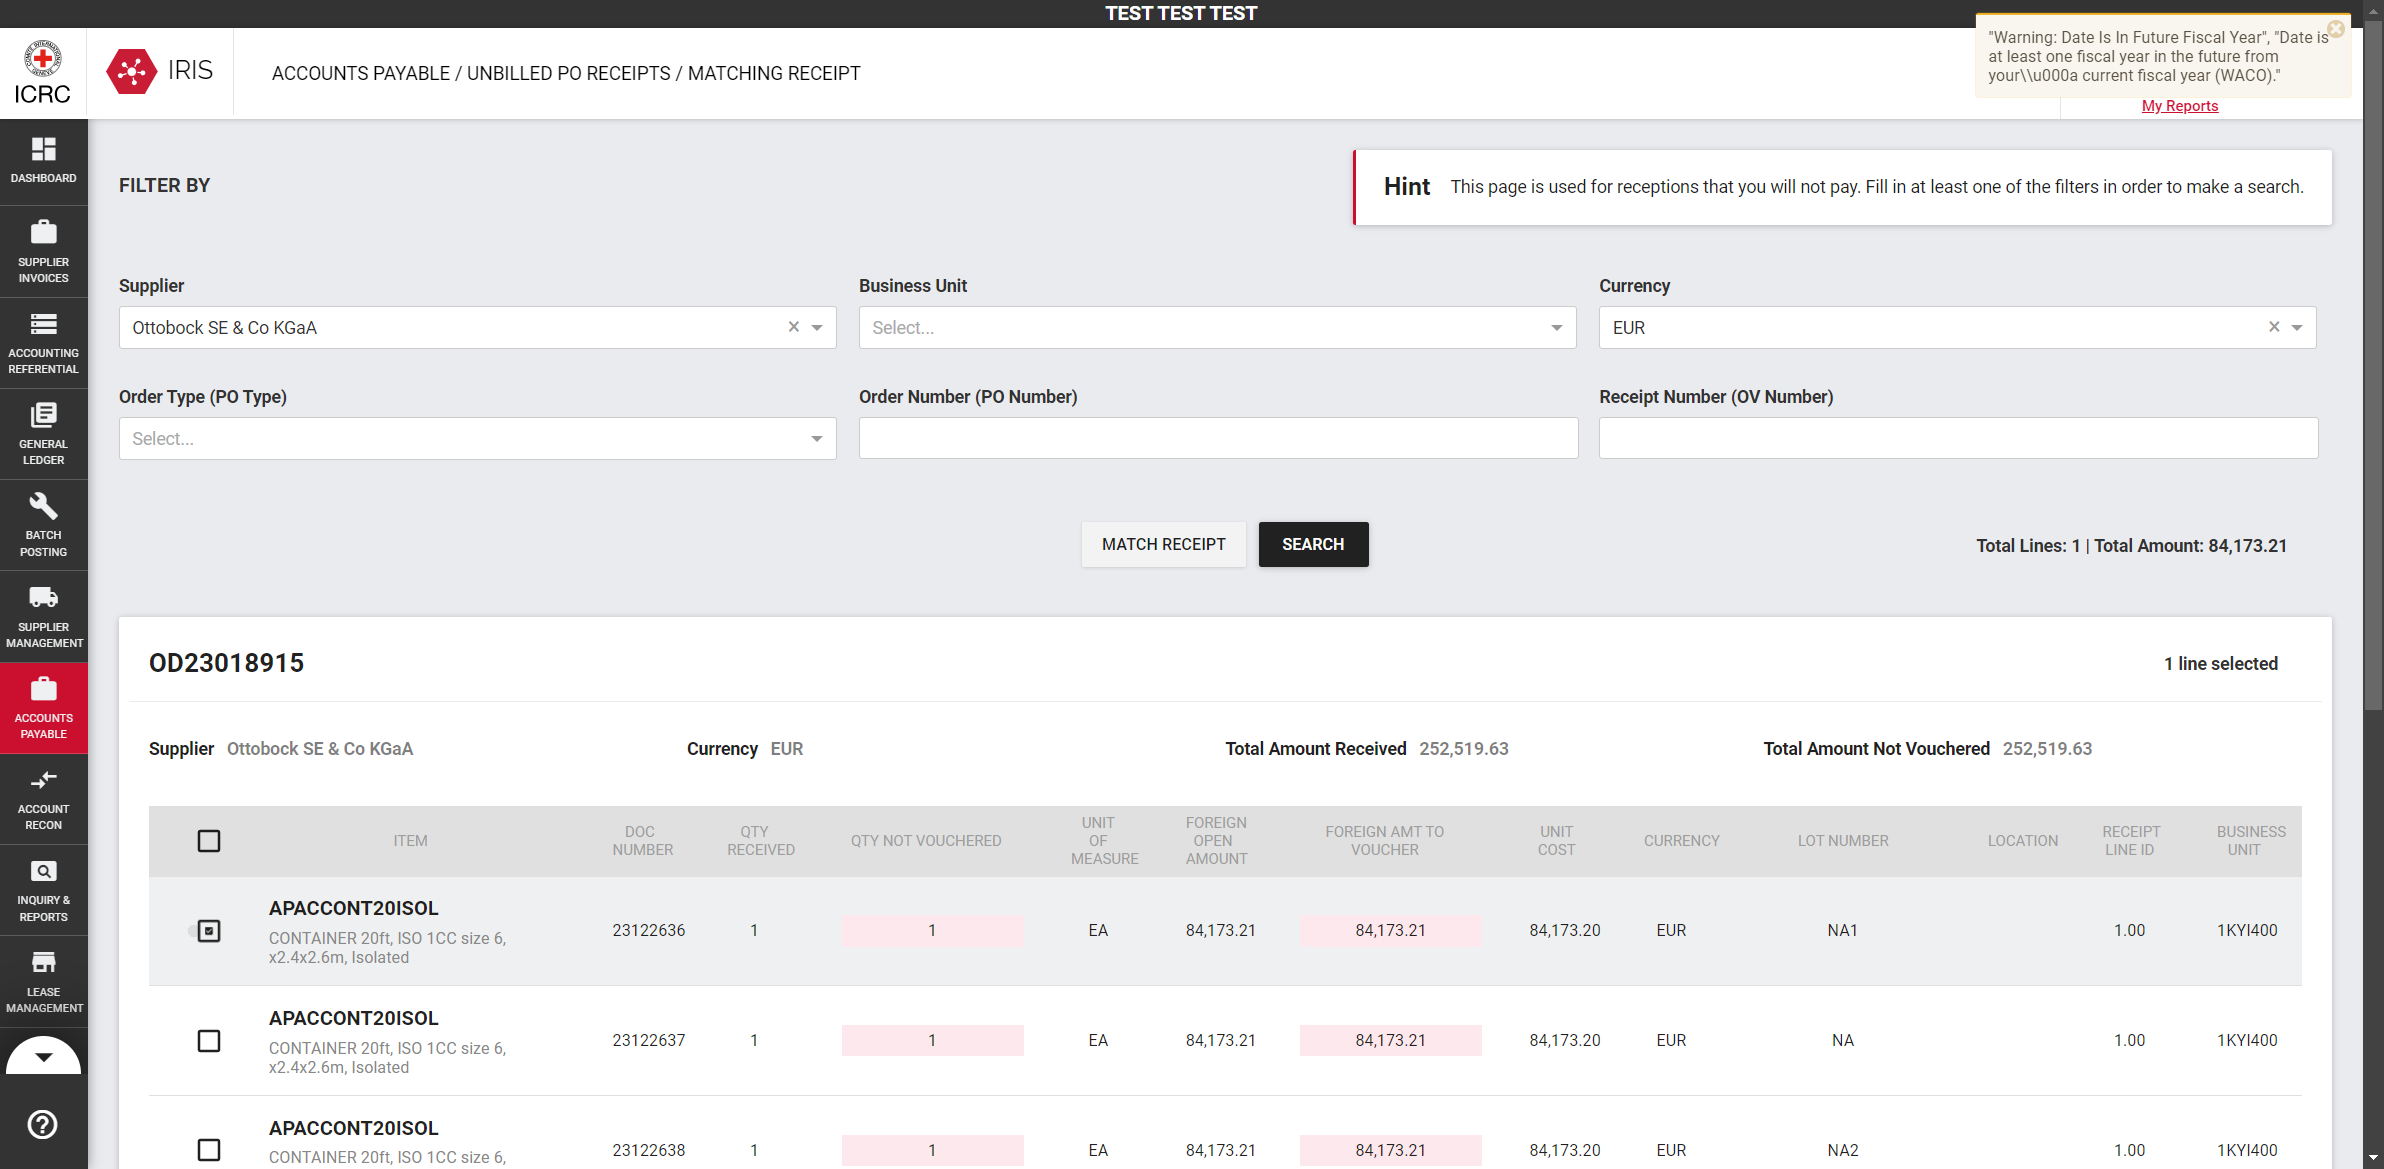 TEST TEST TEST
ICRC
IRIS
ACCOUNTS PAYABLE / UNBILLED PO RECEIPTS / MATCHING RECEIPT
"Warning: Date Is In Future Fiscal Year", "Date is
at least one fiscal year in the future from
your\\u000a current fiscal year (WACO)."
My Reports
DASHBOARD
SUPPLIER
INVOICES
ACCOUNTING
REFERENTIAL
GENERAL
LEDGER
BATCH
POSTING
SUPPLIER
MANAGEMENT
ACCOUNTS
PAYABLE
ACCOUNT
RECON
INQUIRY &
REPORTS
LEASE
MANAGEMENT
FILTER BY
Hint This page is used for receptions that you will not pay. Fill in at least one of the filters in order to make a search.
Supplier Business Unit Currency
Ottobock SE & Co KGaA × Select... EUR ×
Order Type (PO Type) Order Number (PO Number) Receipt Number (OV Number)
Select...
MATCH RECEIPT SEARCH Total Lines: 1 | Total Amount: 84,173.21
OD23018915 1 line selected
Supplier Ottobock SE & Co KGaA Currency EUR Total Amount Received 252,519.63 Total Amount Not Vouchered 252,519.63
ITEM DOC NUMBER QTY RECEIVED QTY NOT VOUCHERED UNIT OF MEASURE FOREIGN OPEN AMOUNT FOREIGN AMT TO VOUCHER UNIT COST CURRENCY LOT NUMBER LOCATION RECEIPT LINE ID BUSINESS UNIT
APACCONT20ISOL
CONTAINER 20ft, ISO 1CC size 6,
x2.4x2.6m, Isolated
23122636 1 1 EA 84,173.21 84,173.21 84,173.20 EUR NA1 1.00 1KYI400
APACCONT20ISOL
CONTAINER 20ft, ISO 1CC size 6,
x2.4x2.6m, Isolated
23122637 1 1 EA 84,173.21 84,173.21 84,173.20 EUR NA 1.00 1KYI400
APACCONT20ISOL
CONTAINER 20ft, ISO 1CC size 6,
23122638 1 1 EA 84,173.21 84,173.21 84,173.20 EUR NA2 1.00 1KYI400